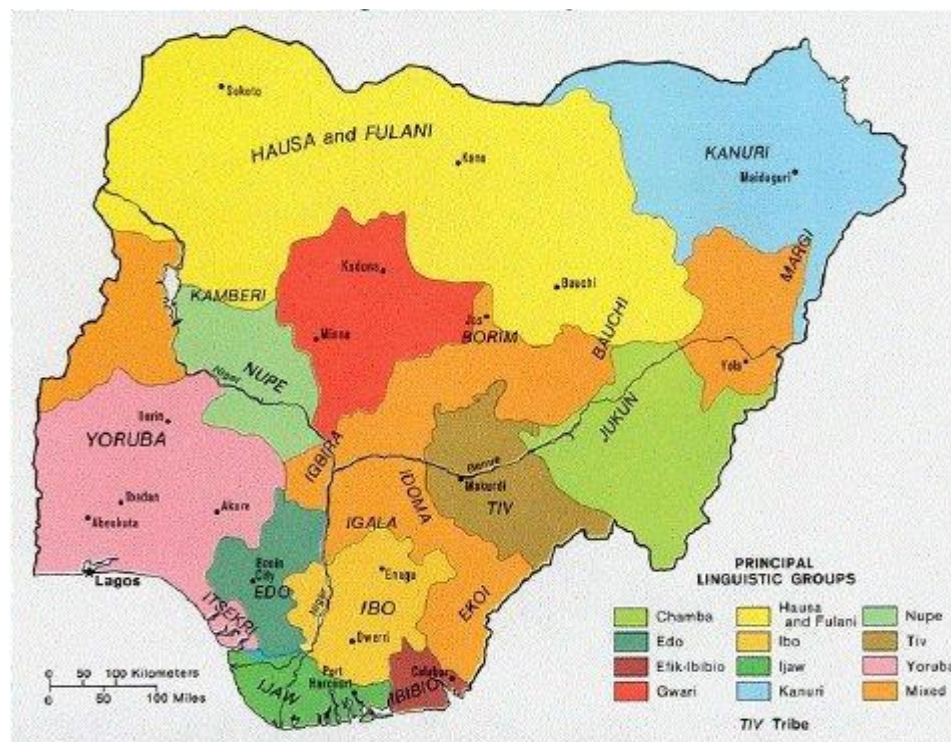 Sokoto
HAUSA and FULANI
Kano
KANURI
Maiduguri
MARGI
Kaduna
Bauchi
KAMBERI
Jos
BORIM
BAUCHI
Minna
Yola
NUPE
Niger
JUKUN
Ilorin
YORUBA
IGBIRA
Benue
Makurdi
IDOMA
TIV
Ibadan
Abeokuta
Akure
IGALA
Lagos
Benin
City
EDO
Enugu
IBO
Niger
EKOI
ITSEKRI
Owerri
Port
Harcourt
IJAW
Calabar
IBIBIO
0 50 100 Kilometers
0 50 100 Miles
PRINCIPAL
LINGUISTIC GROUPS
Chamba
Edo
Efik-Ibibio
Gwari
Hausa
and Fulani
Ibo
Ijaw
Kanuri
Nupe
Tiv
Yoruba
Mixed
TIV Tribe